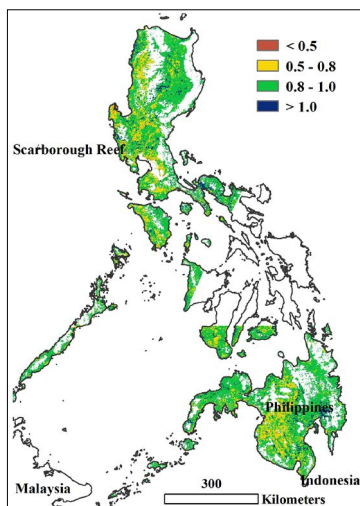 < 0.5
0.5 - 0.8
0.8 - 1.0
> 1.0
Scarborough Reef
Philippines
Indonesia
Malaysia
300
Kilometers